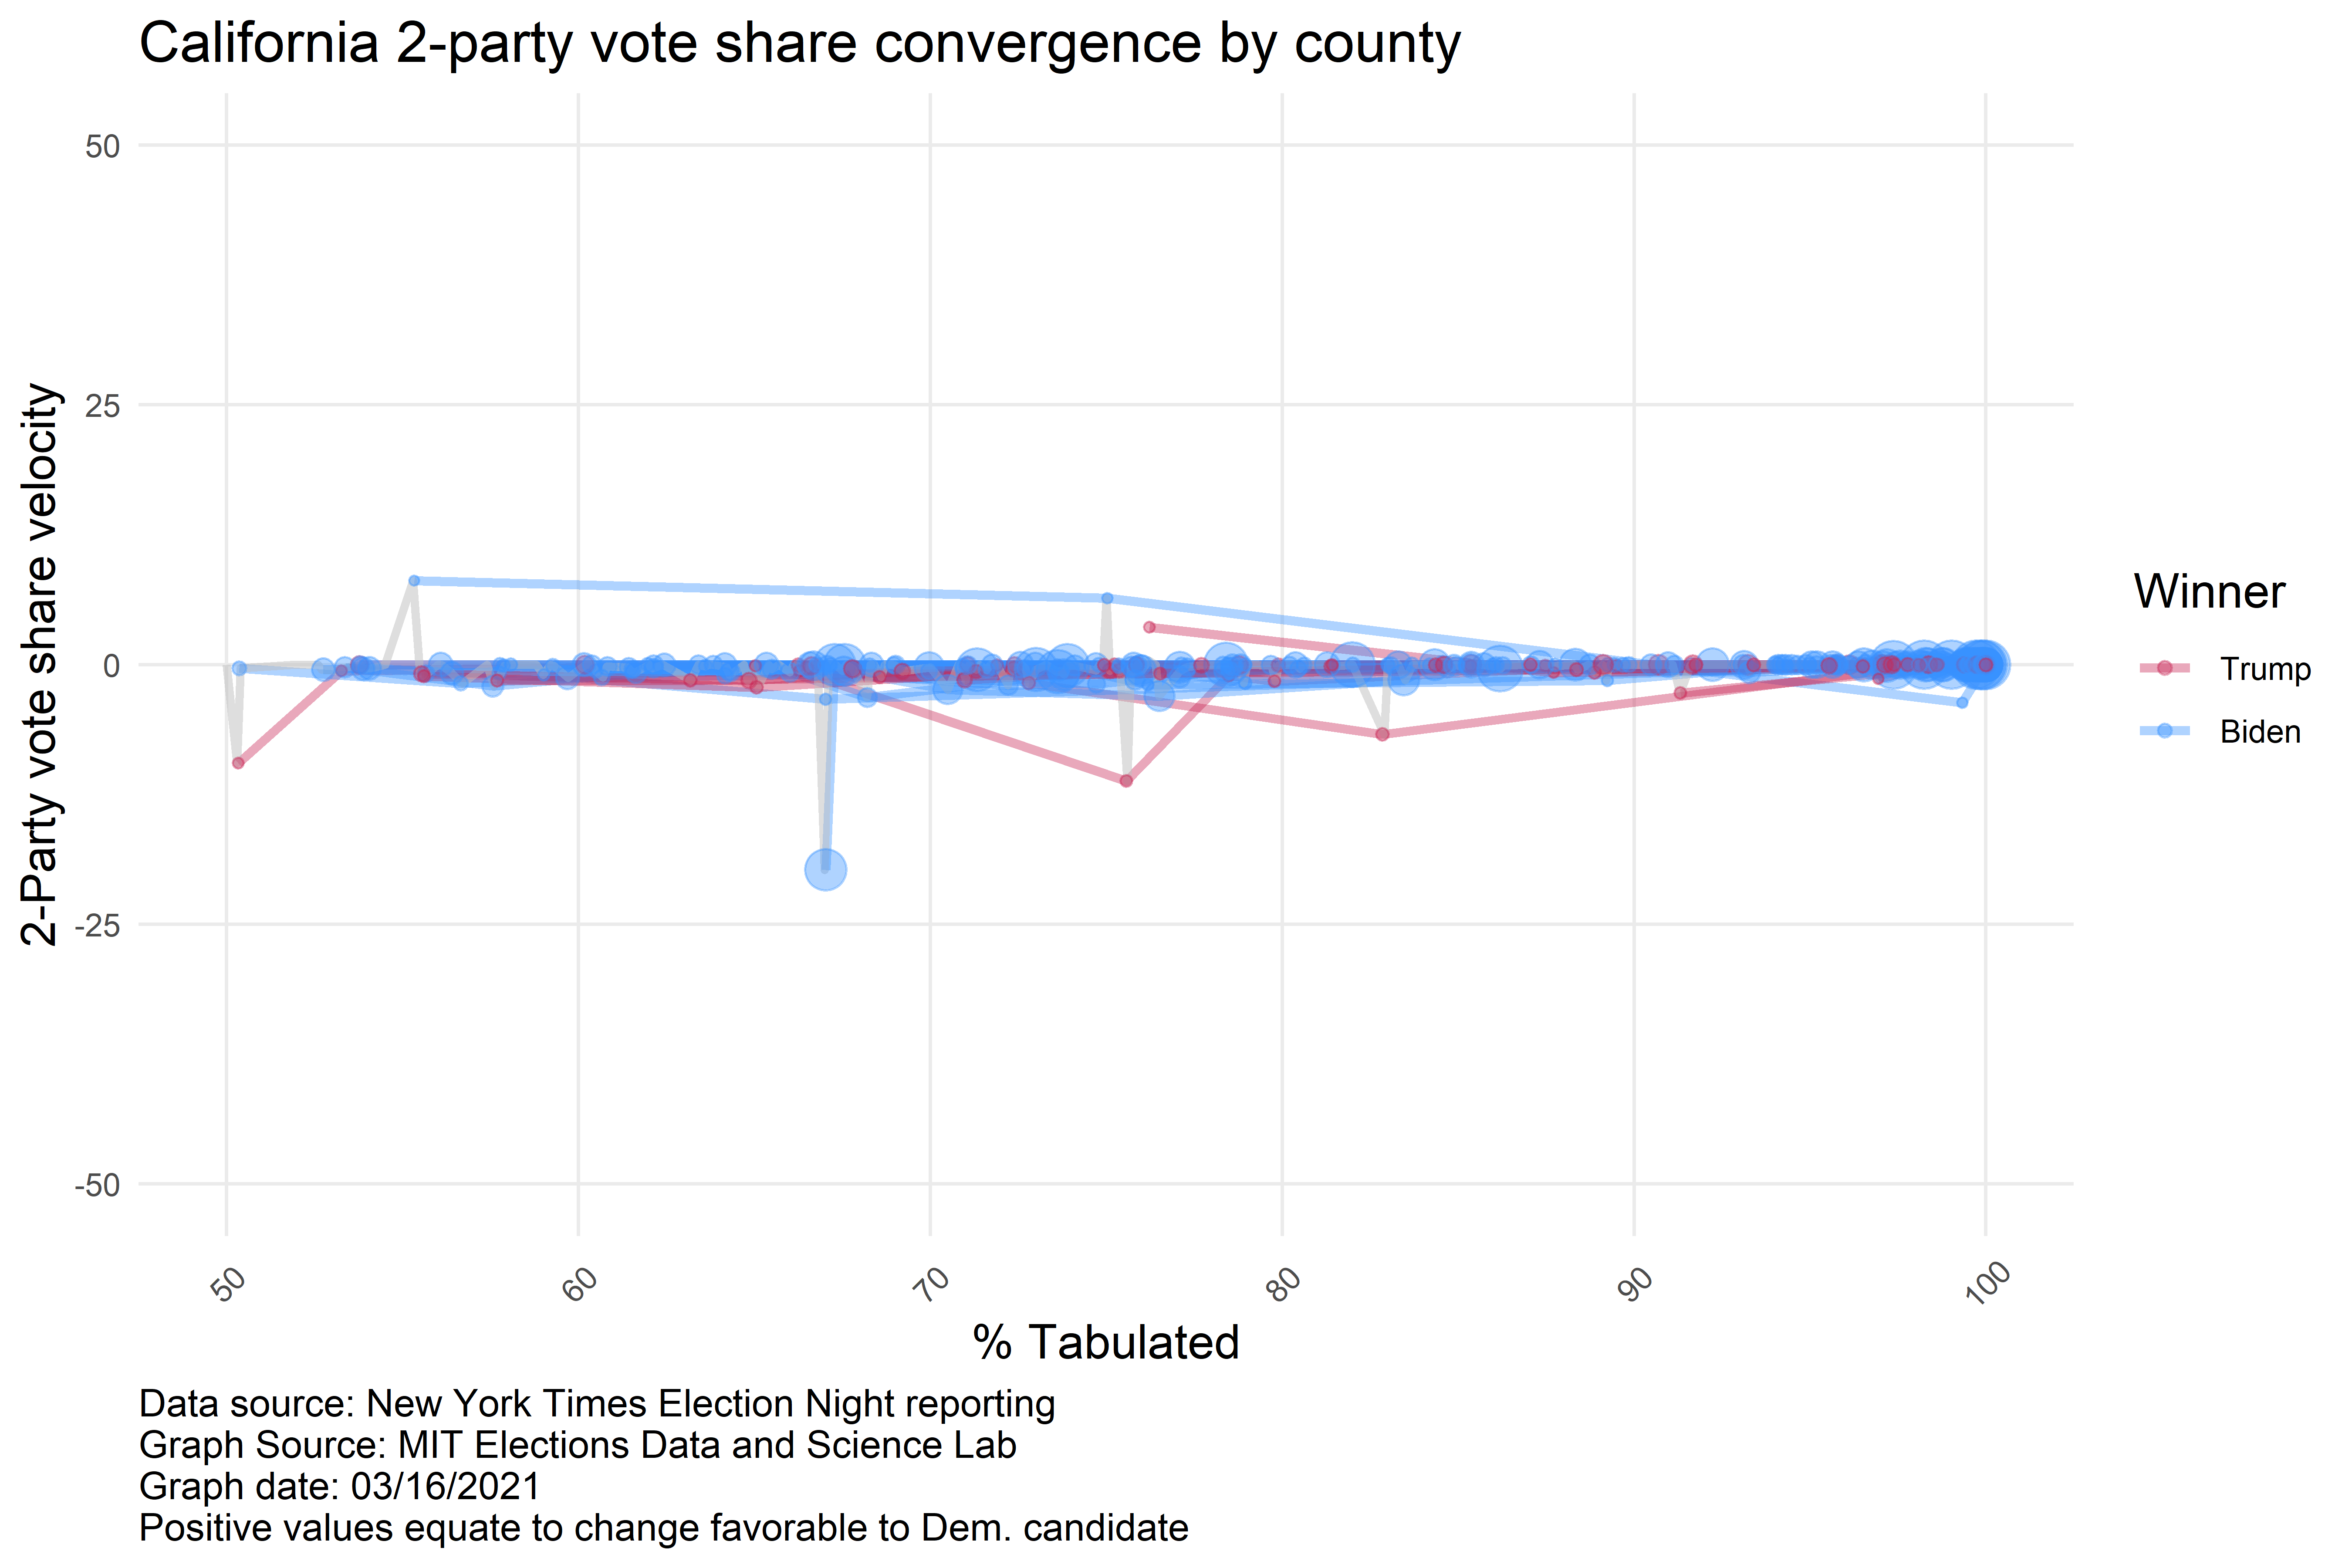 California 2-party vote share convergence by county
2-Party vote share velocity
50
25
0
-25
-50
50
60
70
80
90
100
% Tabulated
Winner
Trump
Biden
Data source: New York Times Election Night reporting
Graph Source: MIT Elections Data and Science Lab
Graph date: 03/16/2021
Positive values equate to change favorable to Dem. candidate